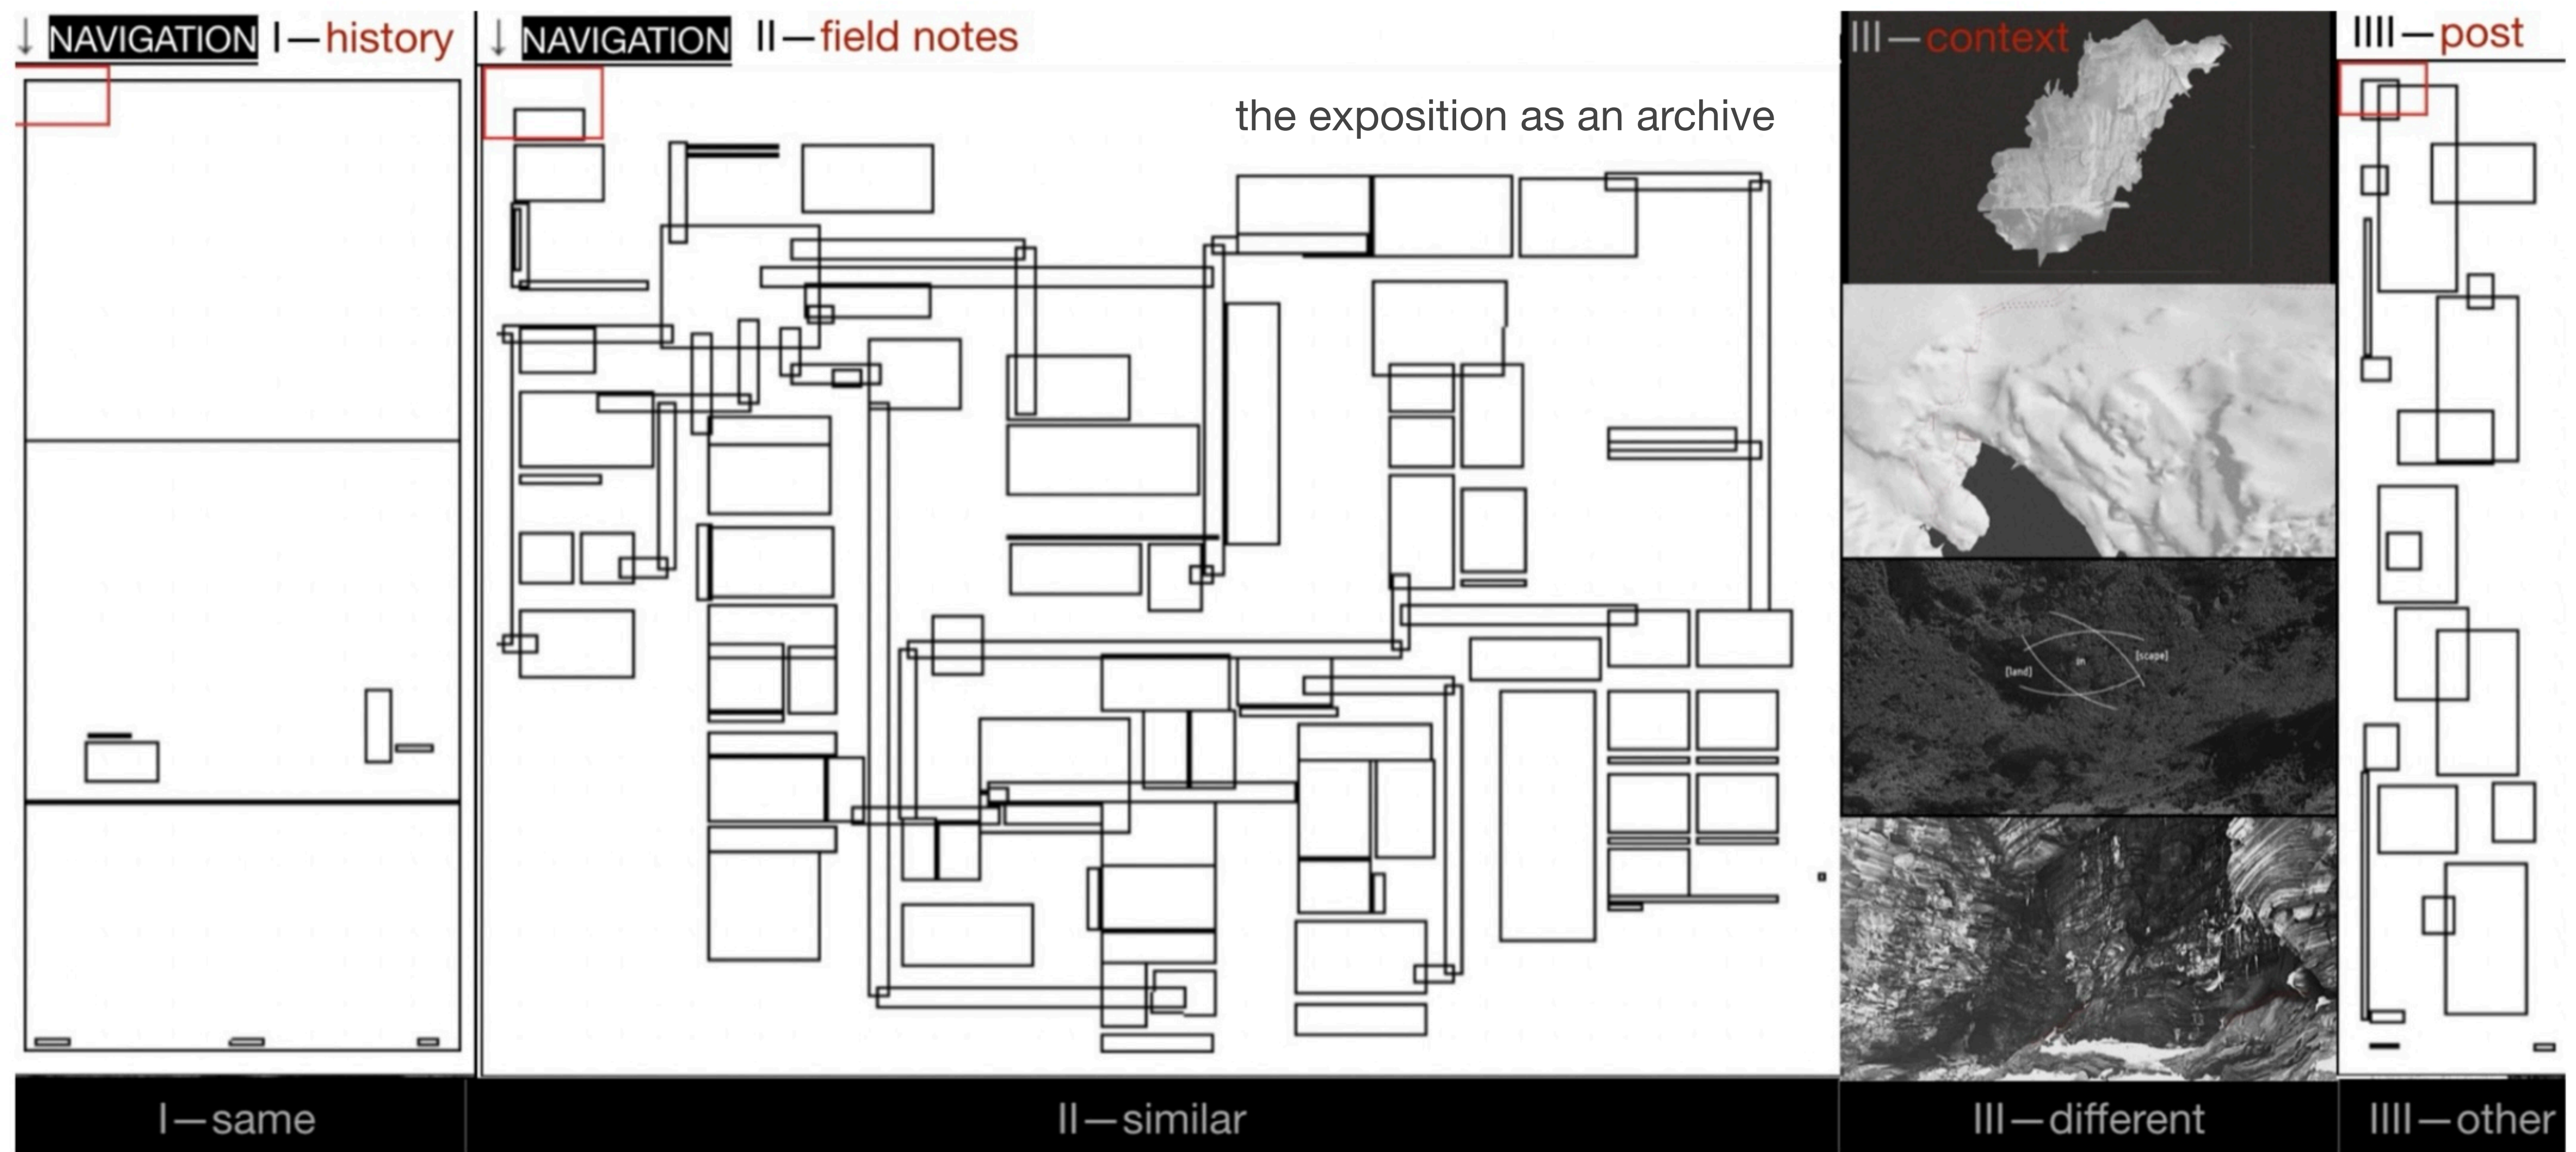 ↓ NAVIGATION I—history
↓ NAVIGATION II—field notes
III—context
IIII—post
the exposition as an archive
[land] in [scape]
I—same
II—similar
III—different
IIII—other